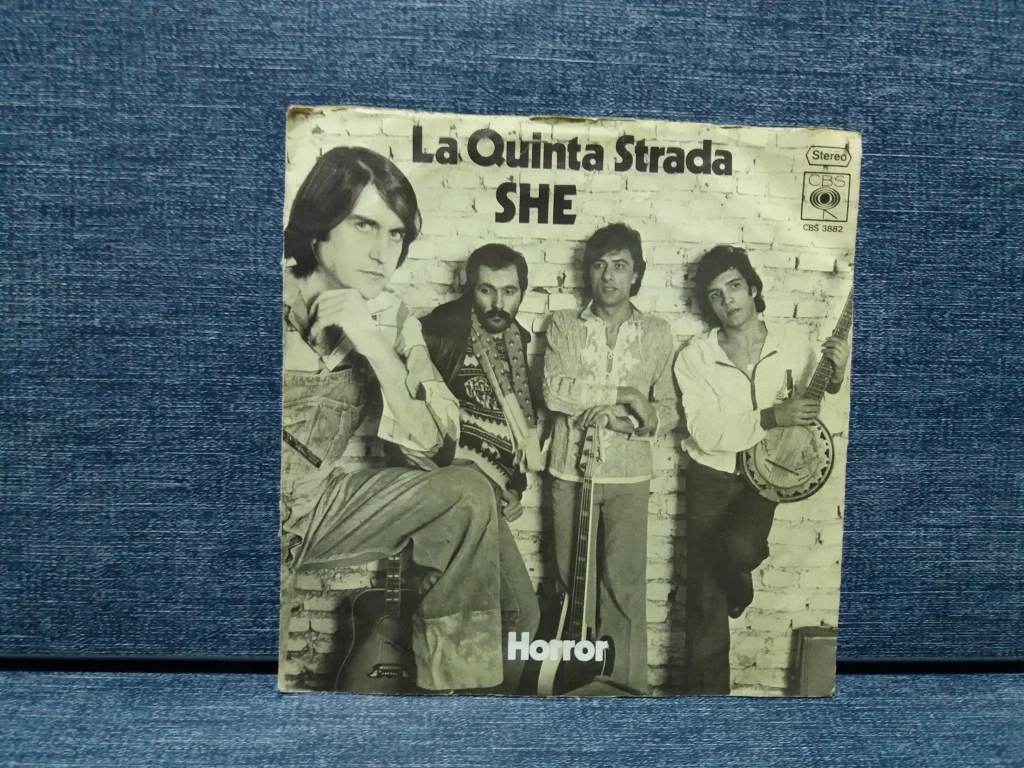 La Quinta Strada
SHE
Stereo
CBS
CBS 3882
Horror